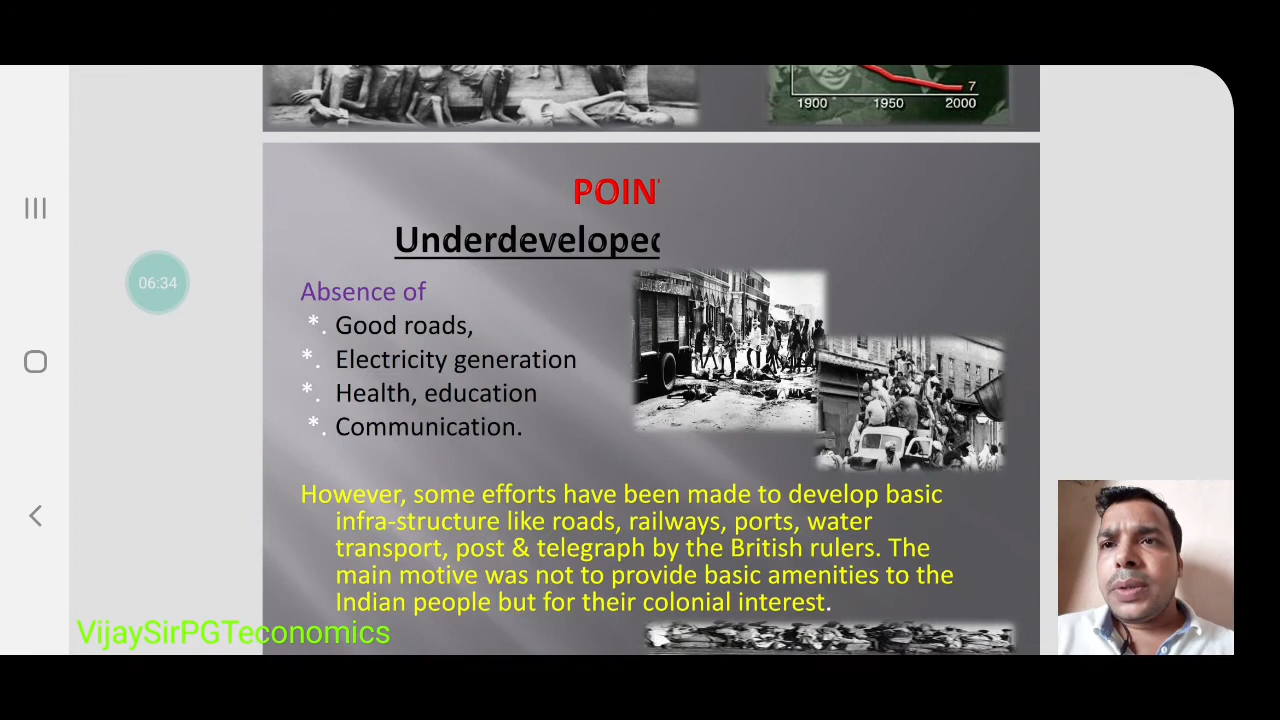 7
1900 1950 2000
POIN
Underdeveloped
06:34
Absence of
*. Good roads,
*. Electricity generation
*. Health, education
*. Communication.
However, some efforts have been made to develop basic
infra-structure like roads, railways, ports, water
transport, post & telegraph by the British rulers. The
main motive was not to provide basic amenities to the
Indian people but for their colonial interest.
VijaySirPGTeconomics